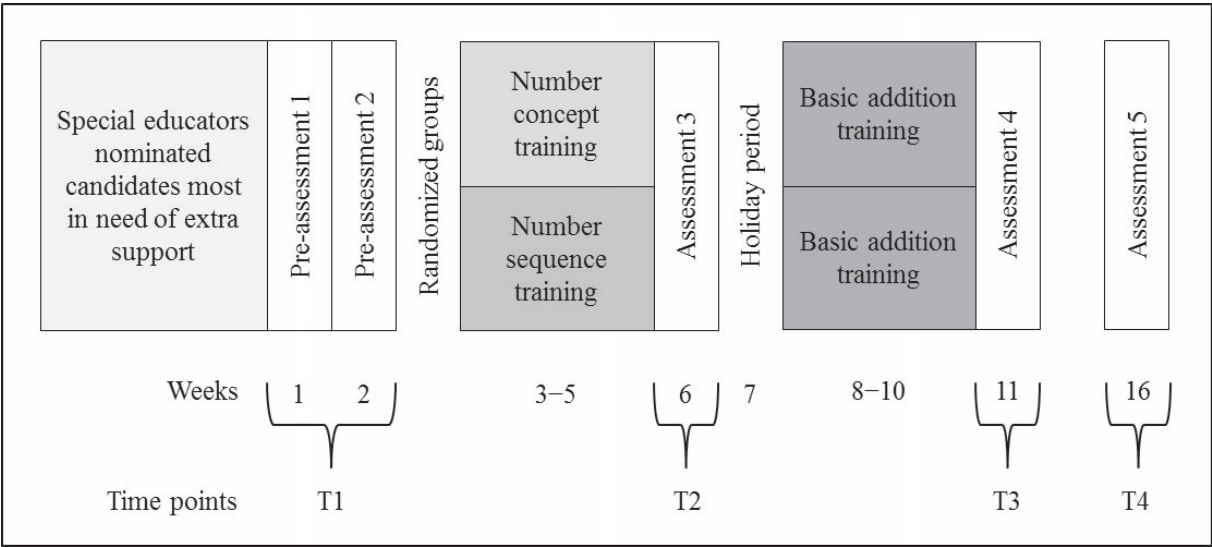 Special educators
nominated
candidates most
in need of extra
support
Pre-assessment 1
Pre-assessment 2
Randomized groups
Number
concept
training
Number
sequence
training
Assessment 3
Holiday period
Basic addition
training
Basic addition
training
Assessment 4
Assessment 5
Weeks 1 2 3−5 6 7 8−10 11 16
Time points T1 T2 T3 T4